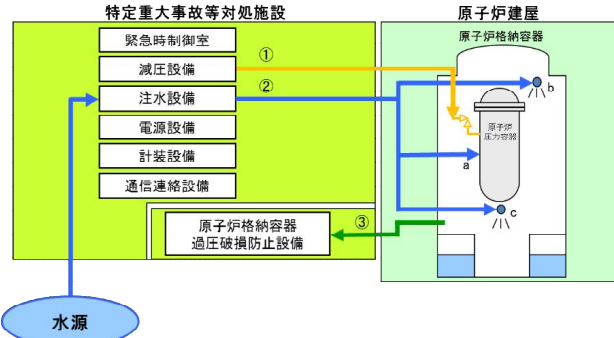 特定重大事故等対処施設
原子炉建屋
緊急時制御室
減圧設備
注水設備
電源設備
計装設備
通信連絡設備
原子炉格納容器
過圧破損防止設備
①
②
③
原子炉格納容器
原子炉
圧力容器
a
b
c
水源